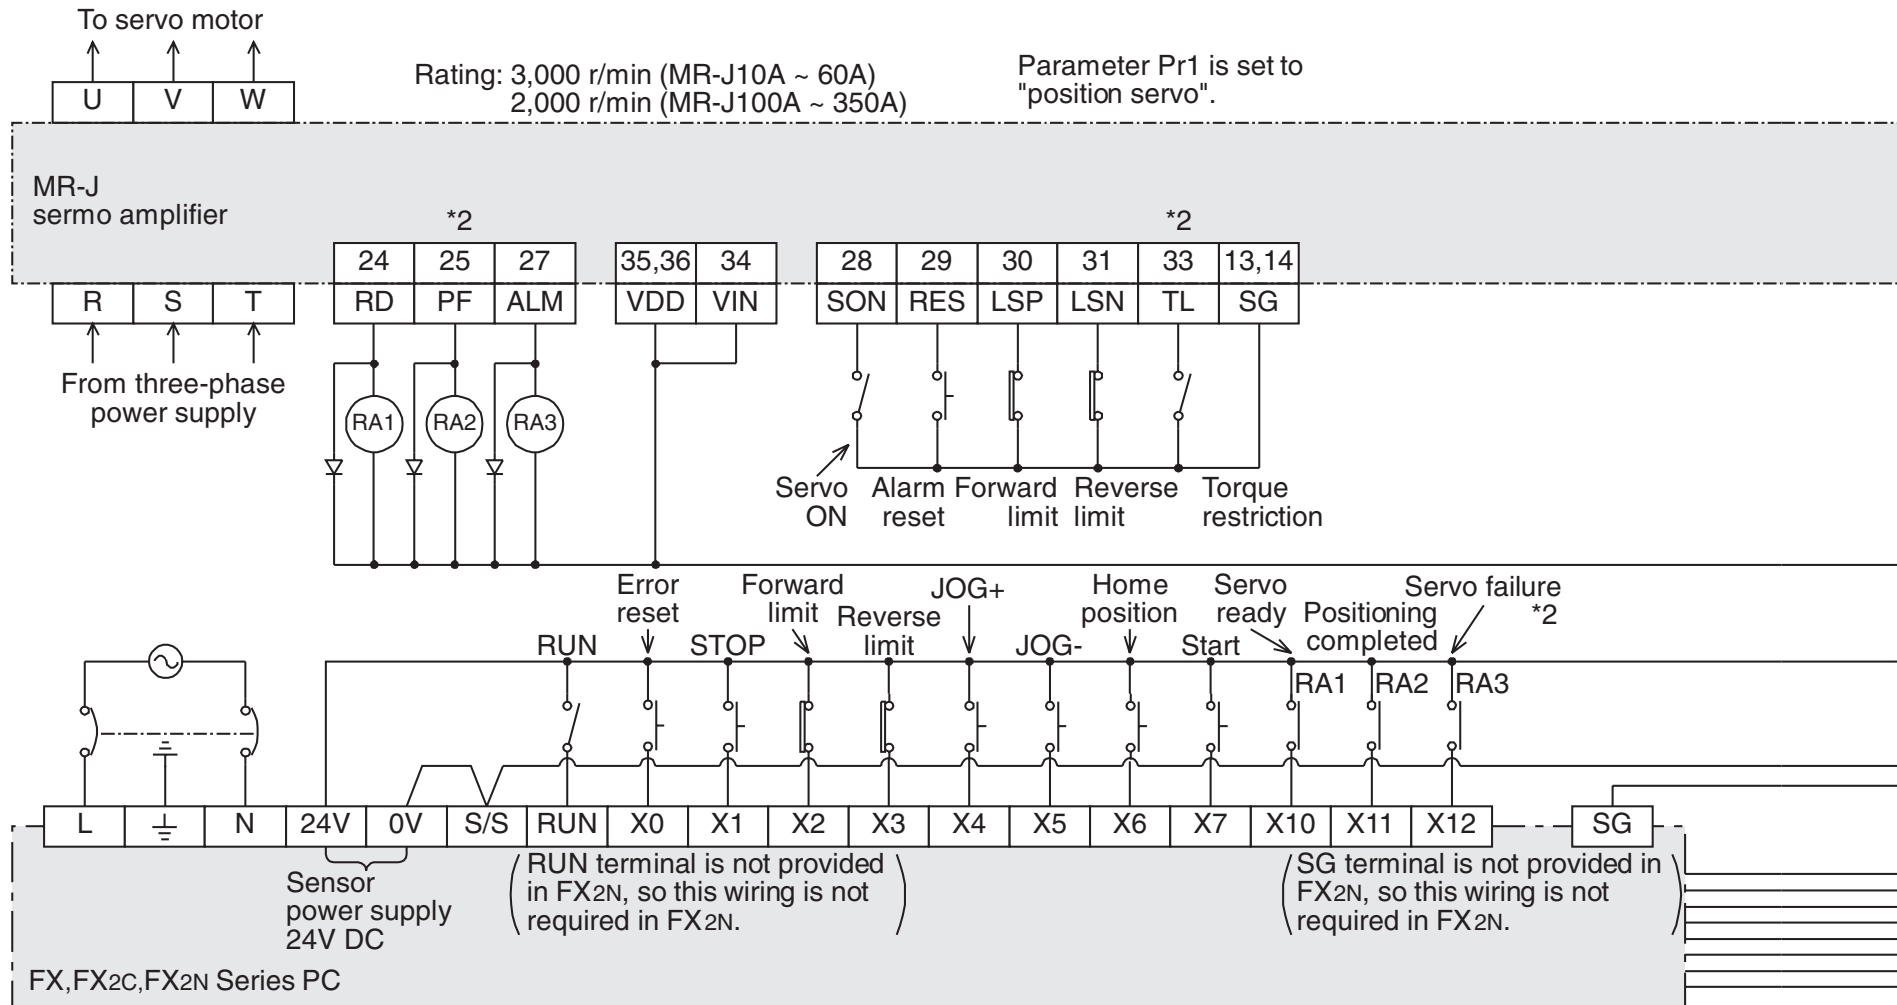 To servo motor
U V W
Rating: 3,000 r/min (MR-J10A ~ 60A)
2,000 r/min (MR-J100A ~ 350A)
Parameter Pr1 is set to
"position servo".
MR-J
sermo amplifier
*2
*2
24 25 27 35,36 34 28 29 30 31 33 13,14
R S T RD PF ALM VDD VIN SON RES LSP LSN TL SG
From three-phase
power supply
RA1 RA2 RA3
Servo
ON
Alarm
reset
Forward
limit
Reverse
limit
Torque
restriction
RUN
Error
reset
STOP
Forward
limit
Reverse
limit
JOG+
JOG-
Home
position
Start
Servo
ready
Positioning
completed
Servo failure
*2
RA1 RA2 RA3
L N 24V 0V S/S RUN X0 X1 X2 X3 X4 X5 X6 X7 X10 X11 X12 SG
Sensor
power supply
24V DC
(RUN terminal is not provided
in FX2N, so this wiring is not
required in FX2N.)
(SG terminal is not provided in
FX2N, so this wiring is not
required in FX2N.)
FX,FX2C,FX2N Series PC